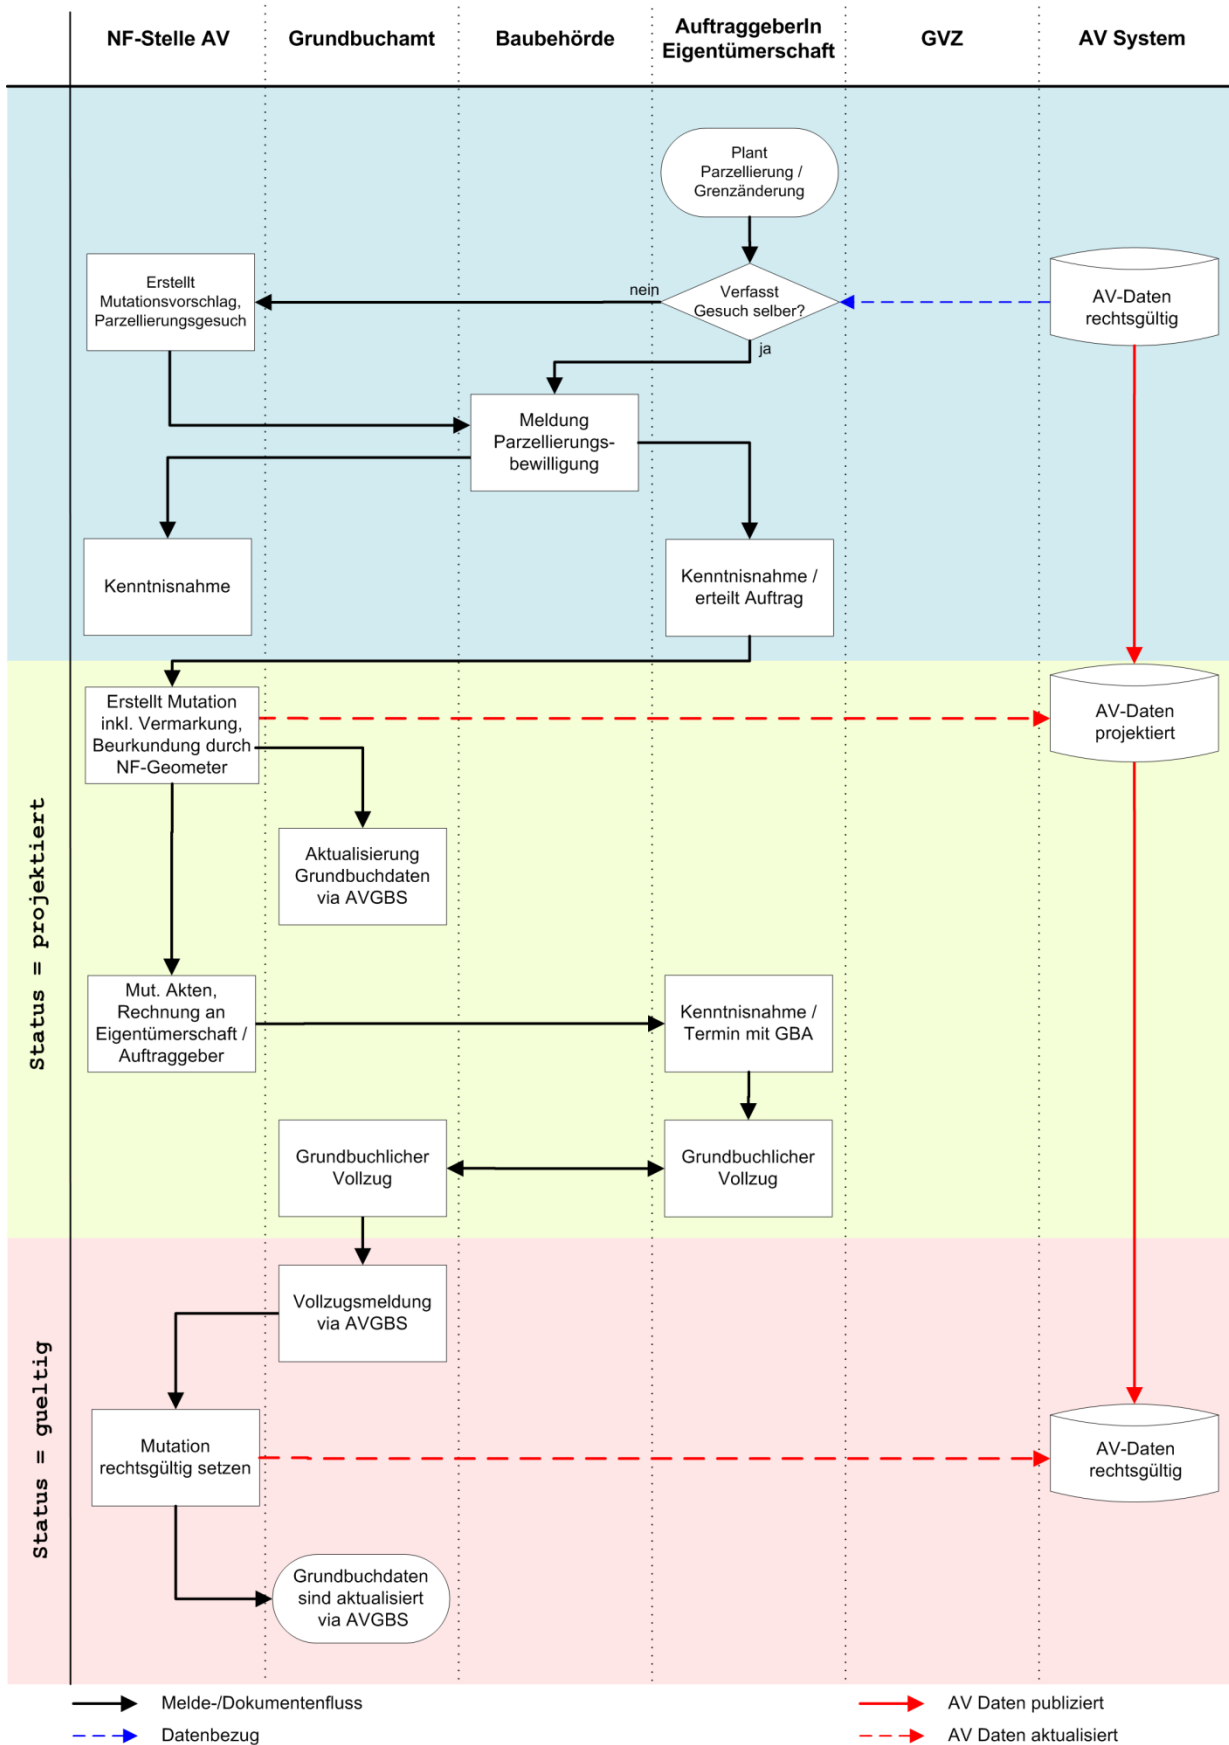 NF-Stelle AV
Grundbuchamt
Baubehörde
AuftraggeberIn
Eigentümerschaft
GVZ
AV System
Plant
Parzellierung /
Grenzänderung
Erstellt
Mutationsvorschlag,
Parzellierungsgesuch
nein
Verfasst
Gesuch selber?
ja
AV-Daten
rechtsgültig
Meldung
Parzellierungs-
bewilligung
Kenntnisnahme
Kenntnisnahme /
erteilt Auftrag
Status = projektiert
Erstellt Mutation
inkl. Vermarkung,
Beurkundung durch
NF-Geometer
AV-Daten
projektiert
Aktualisierung
Grundbuchdaten
via AVGBS
Mut. Akten,
Rechnung an
Eigentümerschaft /
Auftraggeber
Kenntnisnahme /
Termin mit GBA
Grundbuchlicher
Vollzug
Grundbuchlicher
Vollzug
Status = gueltig
Vollzugsmeldung
via AVGBS
Mutation
rechtsgültig setzen
AV-Daten
rechtsgültig
Grundbuchdaten
sind aktualisiert
via AVGBS
Melde-/Dokumentenfluss
Datenbezug
AV Daten publiziert
AV Daten aktualisiert